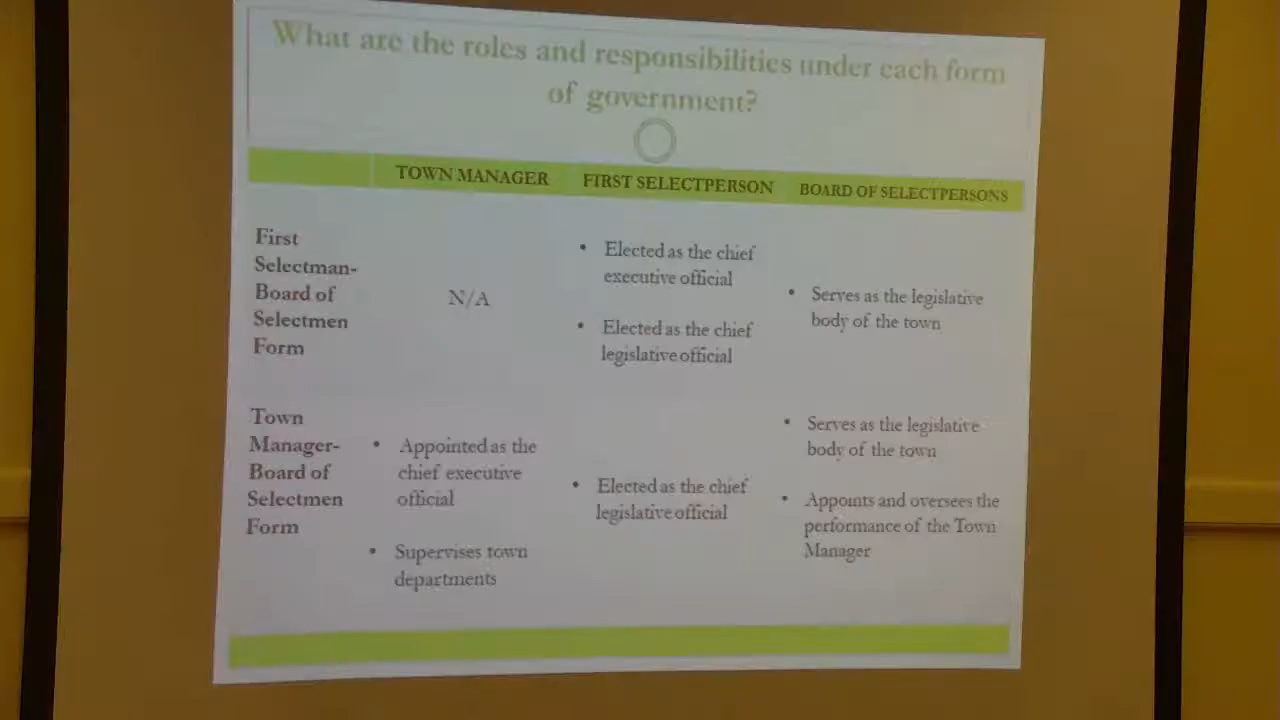 What are the roles and responsibilities under each form
of government?
TOWN MANAGER
FIRST SELECTPERSON
BOARD OF SELECTPERSONS
First
Selectman-
Board of
Selectmen
Form
N/A
• Elected as the chief
executive official
• Elected as the chief
legislative official
• Serves as the legislative
body of the town
Town
Manager-
Board of
Selectmen
Form
• Appointed as the
chief executive
official
• Supervises town
departments
• Elected as the chief
legislative official
• Serves as the legislative
body of the town
• Appoints and oversees the
performance of the Town
Manager